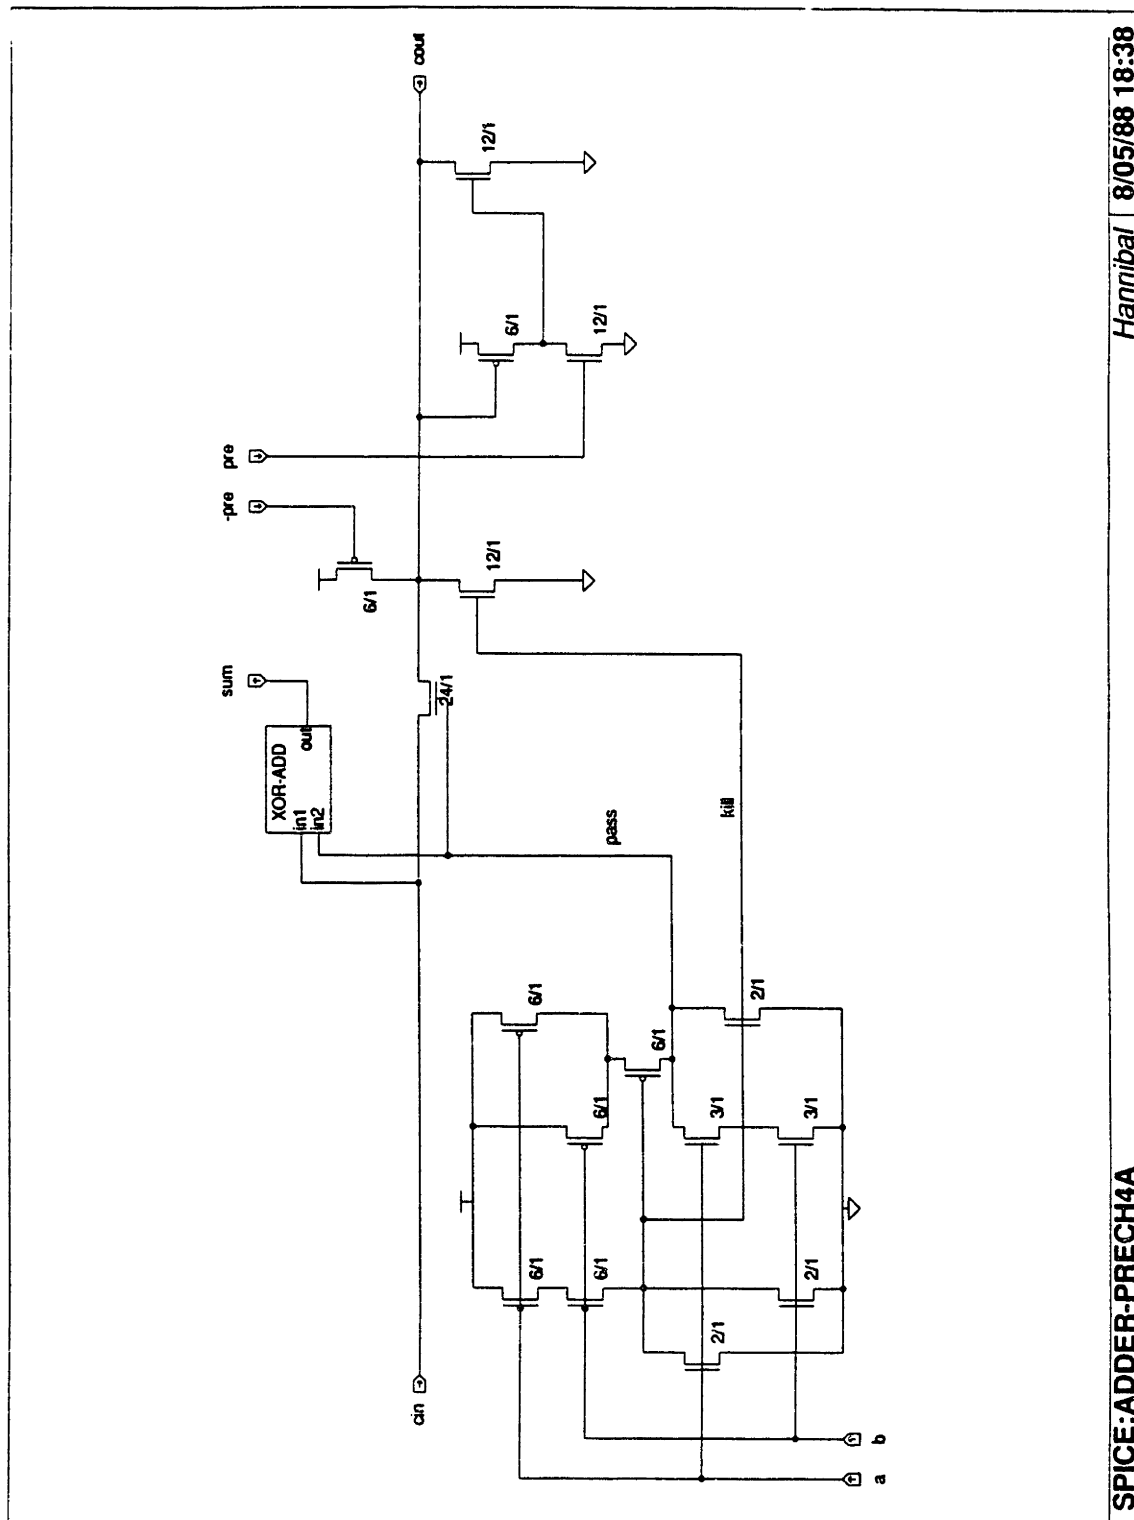 cout
12/1
6/1
12/1
pre
-pre
6/1
12/1
sum
XOR-ADD
out
in1
in2
24/1
pass
kill
6/1
6/1
6/1
2/1
3/1
3/1
6/1
6/1
2/1
2/1
cin
b
a
SPICE:ADDER-PRECH4A
Hannibal
8/05/88 18:38